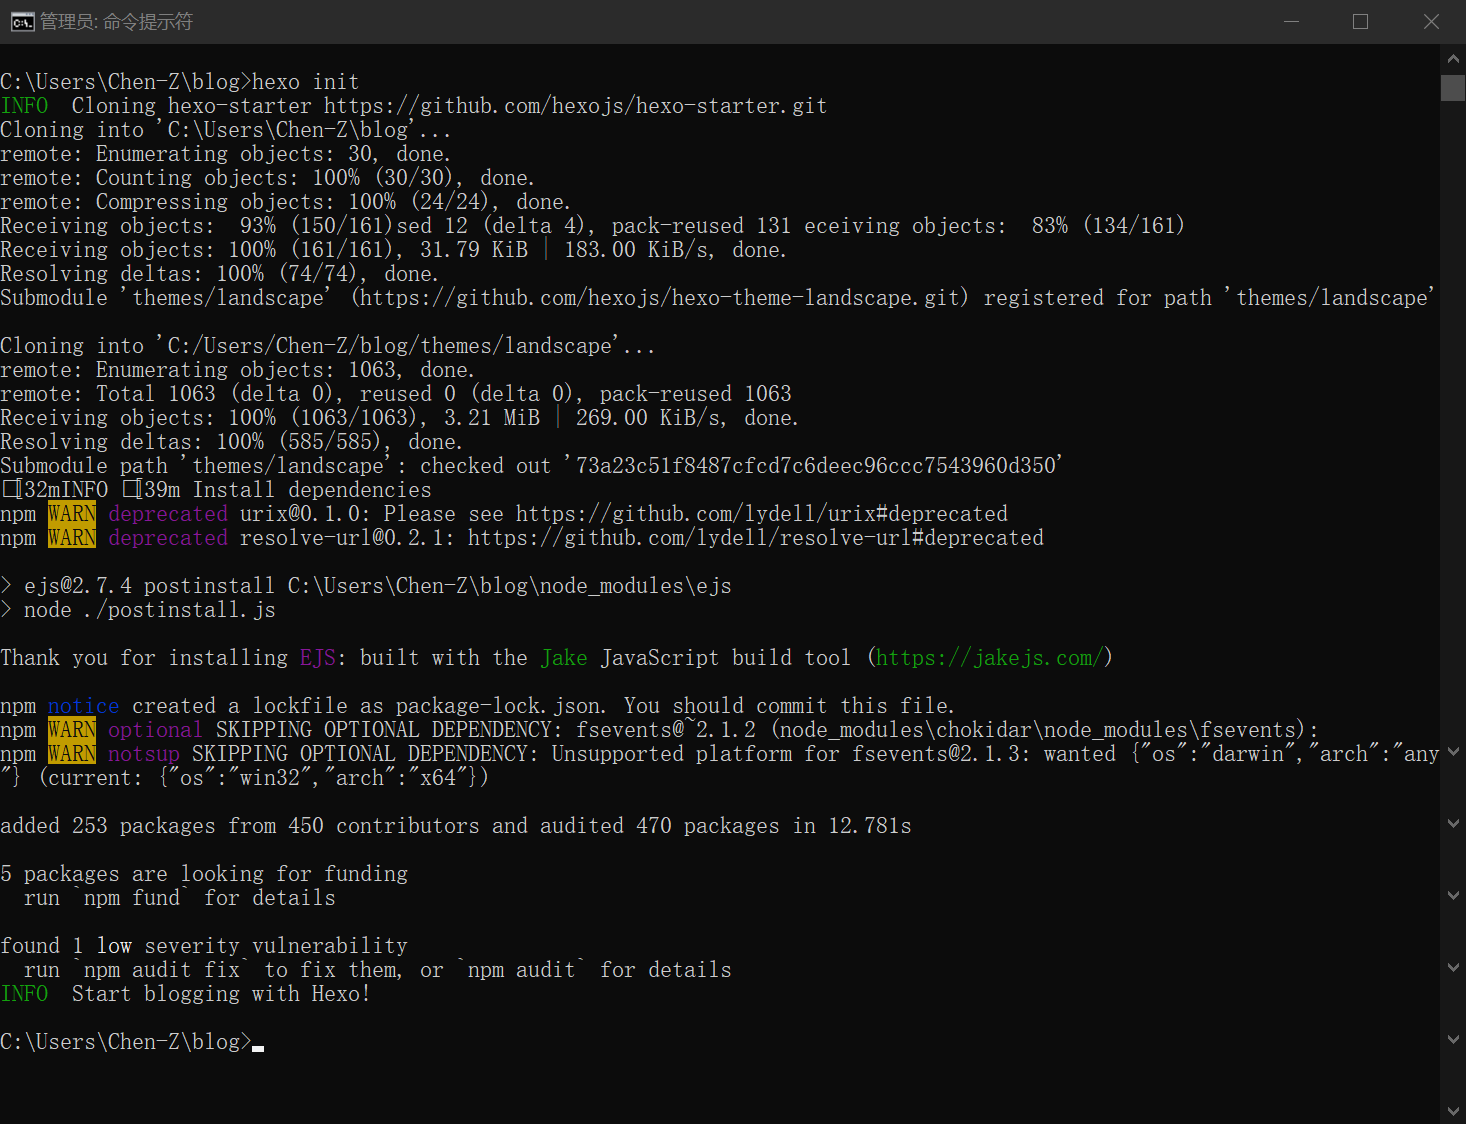 管理员: 命令提示符
C:\Users\Chen-Z\blog>hexo init
INFO  Cloning hexo-starter https://github.com/hexojs/hexo-starter.git
Cloning into 'C:\Users\Chen-Z\blog'...
remote: Enumerating objects: 30, done.
remote: Counting objects: 100% (30/30), done.
remote: Compressing objects: 100% (24/24), done.
Receiving objects:  93% (150/161)sed 12 (delta 4), pack-reused 131 eceiving objects:  83% (134/161)
Receiving objects: 100% (161/161), 31.79 KiB | 183.00 KiB/s, done.
Resolving deltas: 100% (74/74), done.
Submodule 'themes/landscape' (https://github.com/hexojs/hexo-theme-landscape.git) registered for path 'themes/landscape'
Cloning into 'C:/Users/Chen-Z/blog/themes/landscape'...
remote: Enumerating objects: 1063, done.
remote: Total 1063 (delta 0), reused 0 (delta 0), pack-reused 1063
Receiving objects: 100% (1063/1063), 3.21 MiB | 269.00 KiB/s, done.
Resolving deltas: 100% (585/585), done.
Submodule path 'themes/landscape': checked out '73a23c51f8487cfcd7c6deec96ccc7543960d350'
□[32mINFO □[39m Install dependencies
npm WARN deprecated urix@0.1.0: Please see https://github.com/lydell/urix#deprecated
npm WARN deprecated resolve-url@0.2.1: https://github.com/lydell/resolve-url#deprecated
> ejs@2.7.4 postinstall C:\Users\Chen-Z\blog\node_modules\ejs
> node ./postinstall.js
Thank you for installing EJS: built with the Jake JavaScript build tool (https://jakejs.com/)
npm notice created a lockfile as package-lock.json. You should commit this file.
npm WARN optional SKIPPING OPTIONAL DEPENDENCY: fsevents@~2.1.2 (node_modules\chokidar\node_modules\fsevents):
npm WARN notsup SKIPPING OPTIONAL DEPENDENCY: Unsupported platform for fsevents@2.1.3: wanted {"os":"darwin","arch":"any
"} (current: {"os":"win32","arch":"x64"})
added 253 packages from 450 contributors and audited 470 packages in 12.781s
5 packages are looking for funding
  run `npm fund` for details
found 1 low severity vulnerability
  run `npm audit fix` to fix them, or `npm audit` for details
INFO  Start blogging with Hexo!
C:\Users\Chen-Z\blog>